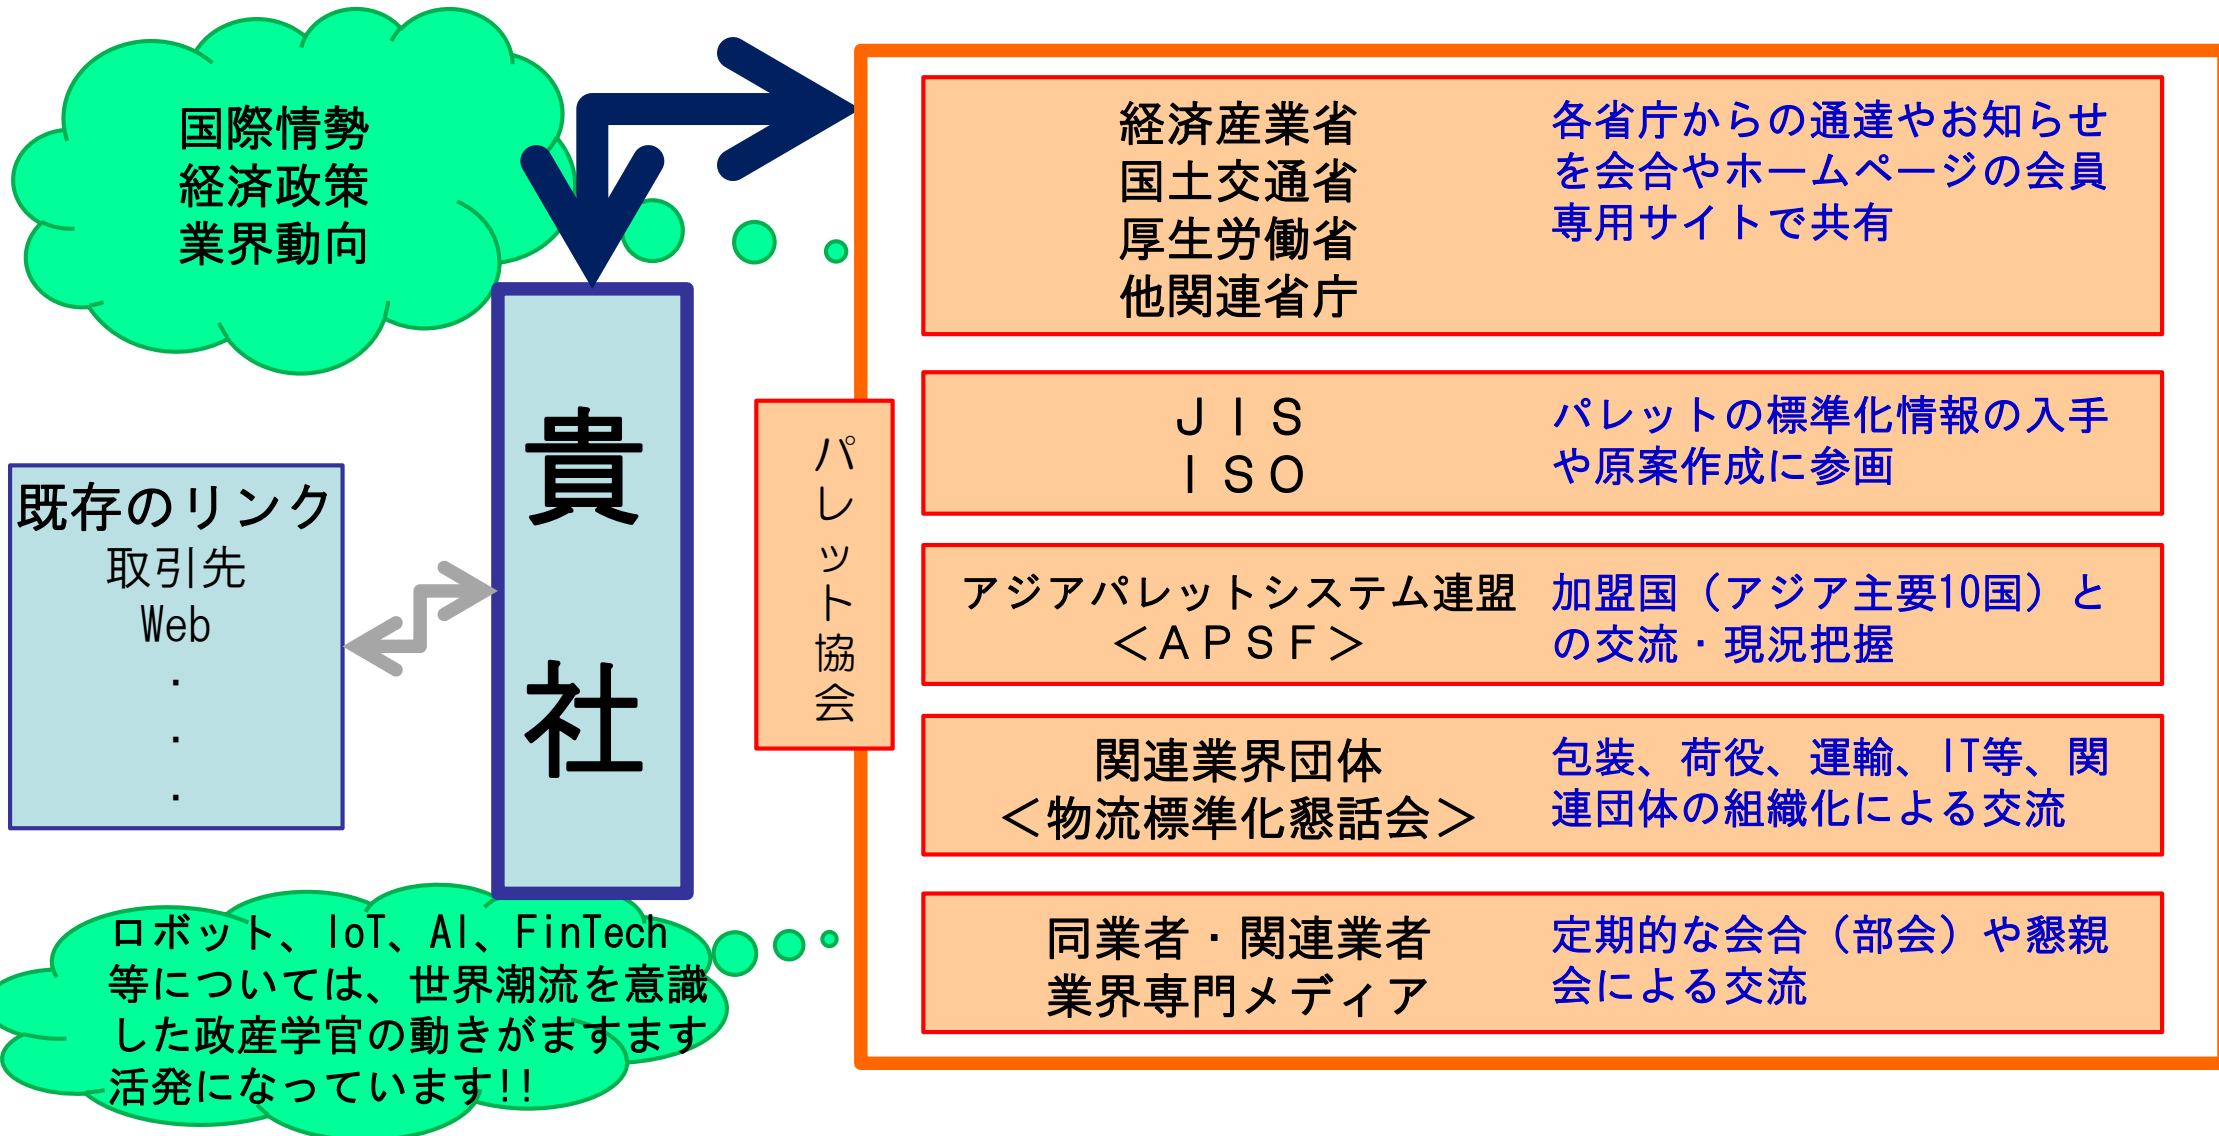 国際情勢
経済政策
業界動向
貴
社
既存のリンク
取引先
Web
・
・
・
ロボット、IoT、AI、FinTech
等については、世界潮流を意識
した政産学官の動きがますます
活発になっています!!
パレット協会
経済産業省
国土交通省
厚生労働省
他関連省庁
各省庁からの通達やお知らせ
を会合やホームページの会員
専用サイトで共有
ＪＩＳ
ＩＳＯ
パレットの標準化情報の入手
や原案作成に参画
アジアパレットシステム連盟
＜ＡＰＳＦ＞
加盟国（アジア主要10国）と
の交流・現況把握
関連業界団体
＜物流標準化懇話会＞
包装、荷役、運輸、IT等、関
連団体の組織化による交流
同業者・関連業者
業界専門メディア
定期的な会合（部会）や懇親
会による交流